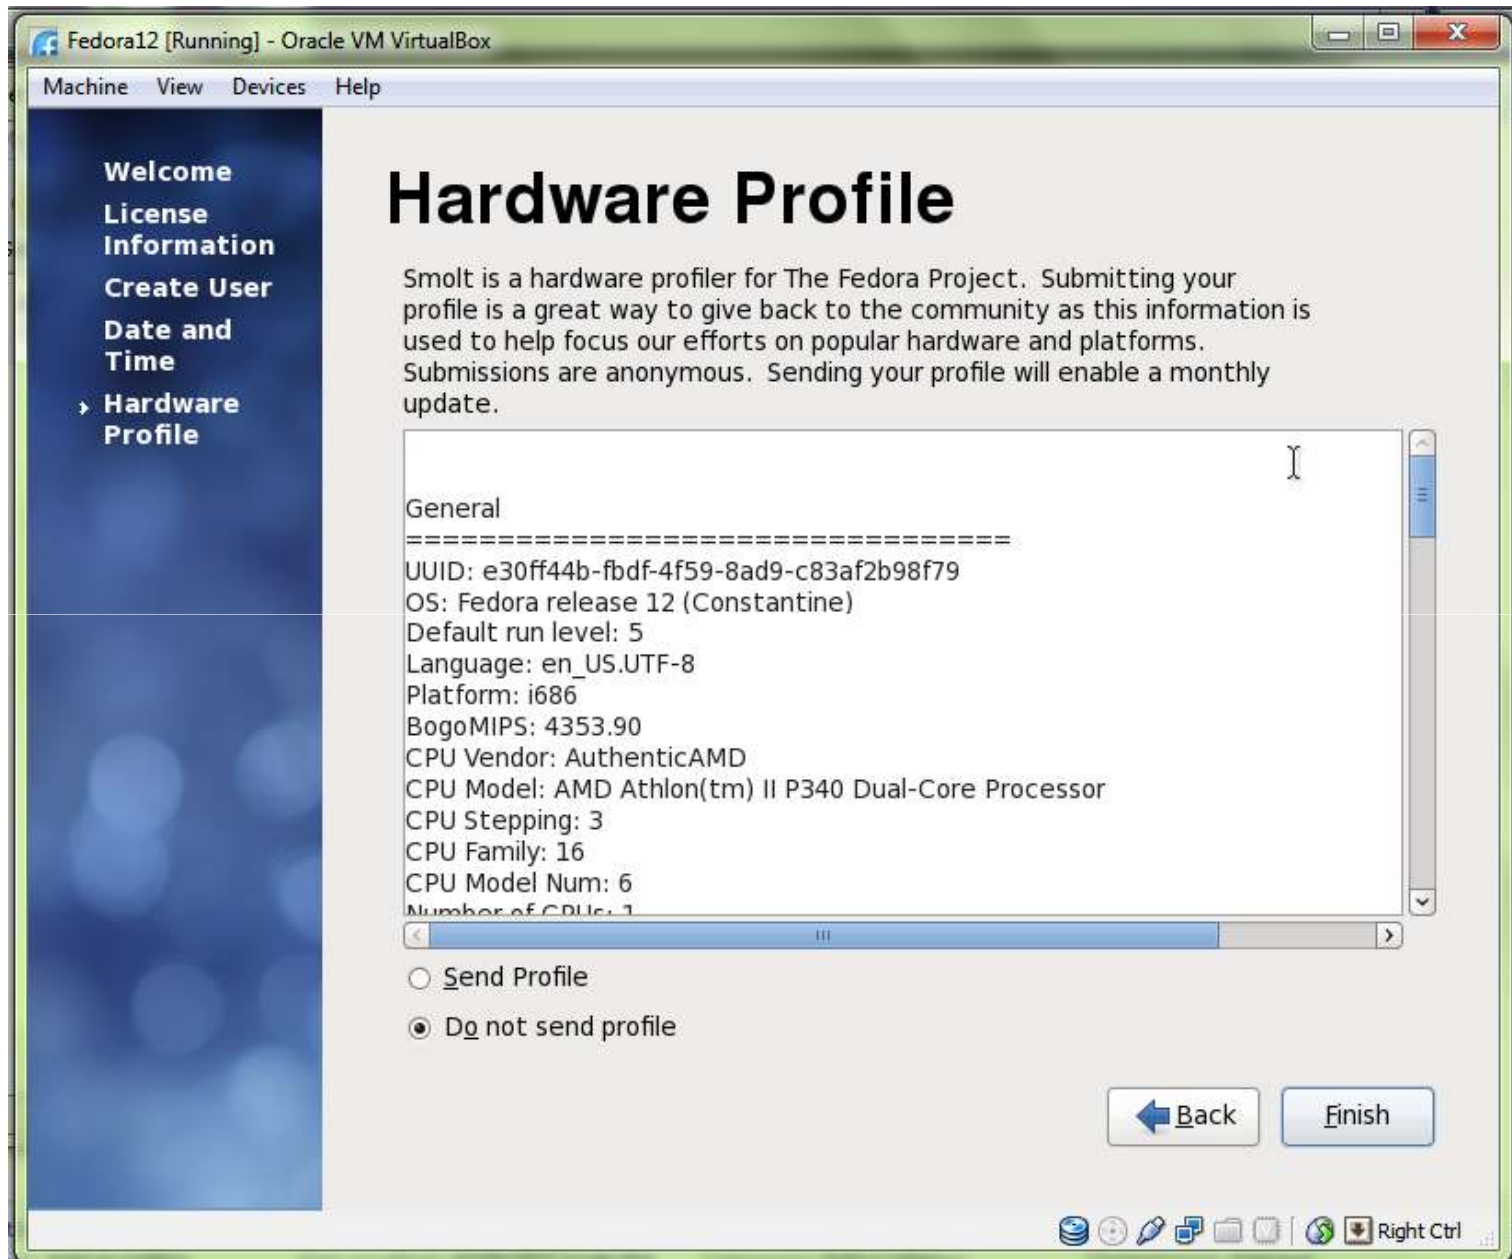 Fedora12 [Running] - Oracle VM VirtualBox
Machine View Devices Help
Welcome
License
Information
Create User
Date and
Time
Hardware
Profile
Hardware Profile
Smolt is a hardware profiler for The Fedora Project. Submitting your
profile is a great way to give back to the community as this information is
used to help focus our efforts on popular hardware and platforms.
Submissions are anonymous. Sending your profile will enable a monthly
update.
General
=================================
UUID: e30ff44b-fbdf-4f59-8ad9-c83af2b98f79
OS: Fedora release 12 (Constantine)
Default run level: 5
Language: en_US.UTF-8
Platform: i686
BogoMIPS: 4353.90
CPU Vendor: AuthenticAMD
CPU Model: AMD Athlon(tm) II P340 Dual-Core Processor
CPU Stepping: 3
CPU Family: 16
CPU Model Num: 6
Number of CPUs: 1
Send Profile
Do not send profile
Back
Finish
Right Ctrl